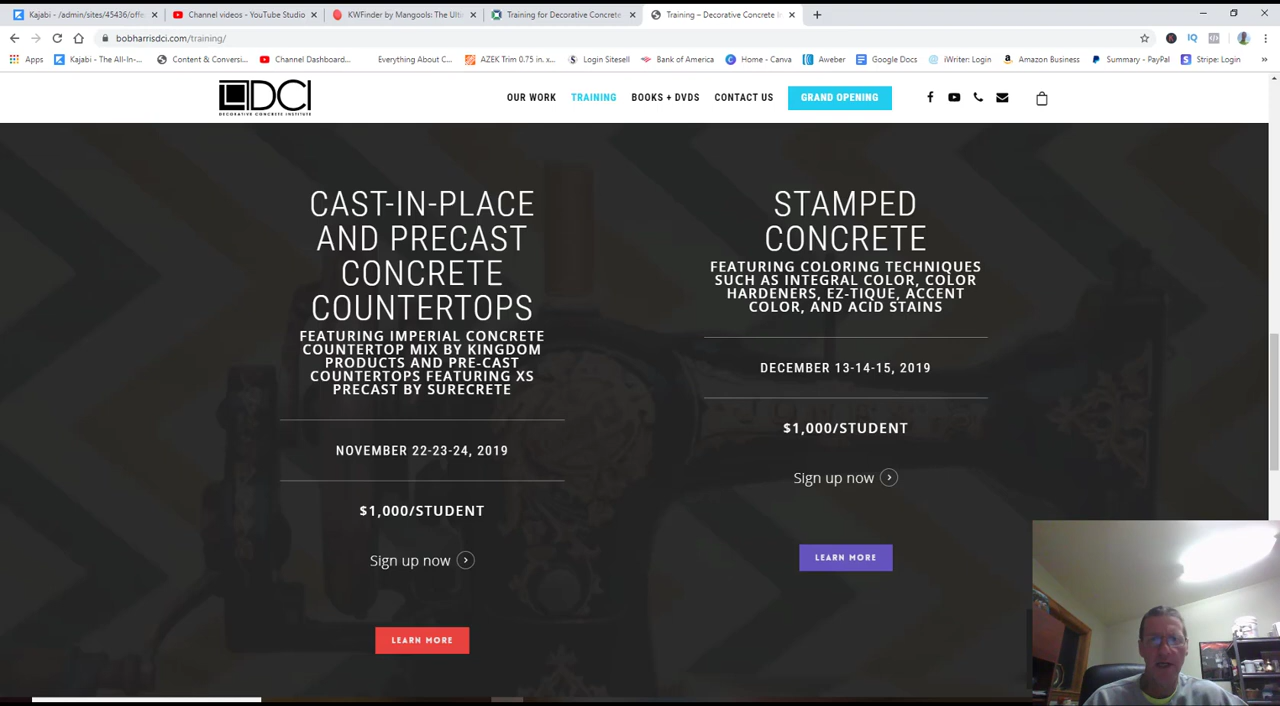 Kajabi - /admin/sites/45436/offe
Channel videos - YouTube Studio
KWFinder by Mangools: The Ulti
Training for Decorative Concrete
Training – Decorative Concrete I
bobharrisdci.com/training/
Apps
Kajabi - The All-In-...
Content & Conversi...
Channel Dashboard...
Everything About C...
AZEK Trim 0.75 in. x...
Login Sitesell
Bank of America
Home - Canva
Aweber
Google Docs
iWriter: Login
Amazon Business
Summary - PayPal
Stripe: Login
DCI
DECORATIVE CONCRETE INSTITUTE
OUR WORK
TRAINING
BOOKS + DVDS
CONTACT US
GRAND OPENING
CAST-IN-PLACE
AND PRECAST
CONCRETE
COUNTERTOPS
FEATURING IMPERIAL CONCRETE
COUNTERTOP MIX BY KINGDOM
PRODUCTS AND PRE-CAST
COUNTERTOPS FEATURING XS
PRECAST BY SURECRETE
NOVEMBER 22-23-24, 2019
$1,000/STUDENT
Sign up now
LEARN MORE
STAMPED
CONCRETE
FEATURING COLORING TECHNIQUES
SUCH AS INTEGRAL COLOR, COLOR
HARDENERS, EZ-TIQUE, ACCENT
COLOR, AND ACID STAINS
DECEMBER 13-14-15, 2019
$1,000/STUDENT
Sign up now
LEARN MORE